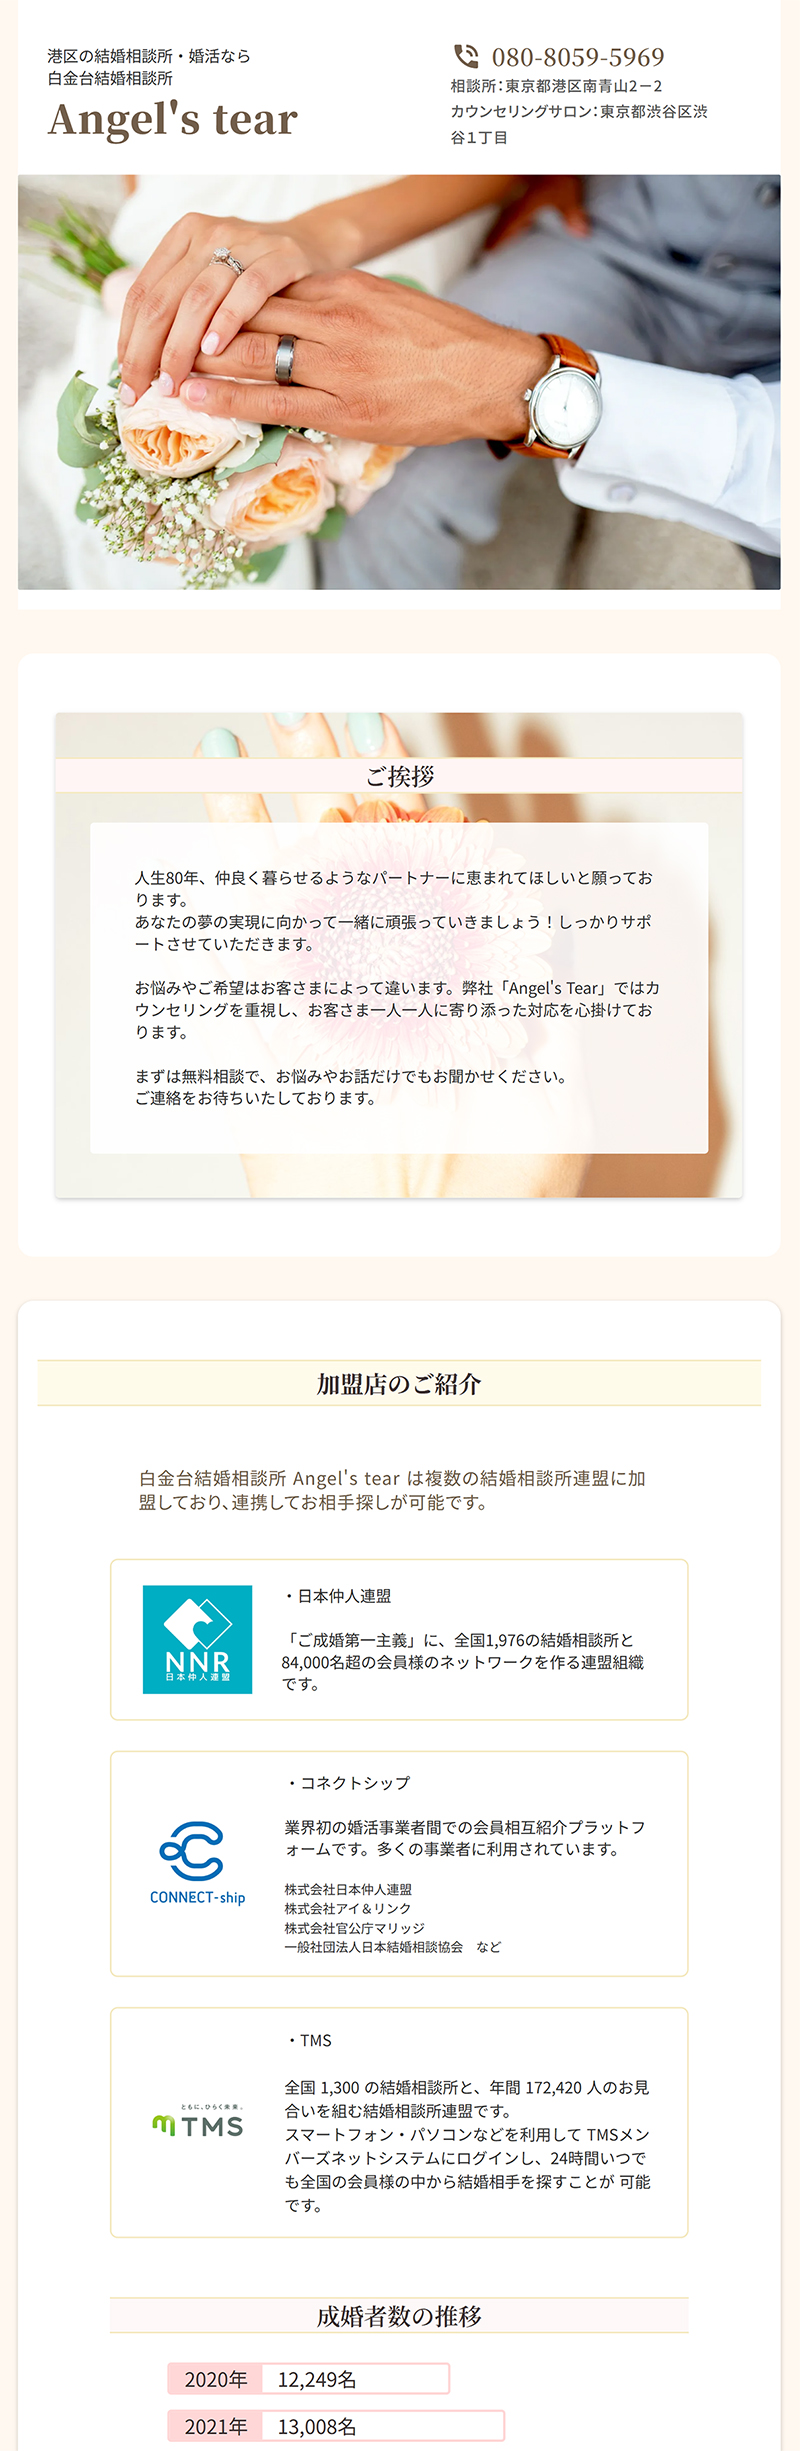 港区の結婚相談所・婚活なら
白金台結婚相談所
Angel's tear
080-8059-5969
相談所：東京都港区南青山2－2
カウンセリングサロン：東京都渋谷区渋
谷１丁目
ご挨拶
人生80年、仲良く暮らせるようなパートナーに恵まれてほしいと願ってお
ります。
あなたの夢の実現に向かって一緒に頑張っていきましょう！しっかりサポ
ートさせていただきます。
お悩みやご希望はお客さまによって違います。弊社「Angel's Tear」ではカ
ウンセリングを重視し、お客さま一人一人に寄り添った対応を心掛けてお
ります。
まずは無料相談で、お悩みやお話だけでもお聞かせください。
ご連絡をお待ちいたしております。
加盟店のご紹介
白金台結婚相談所 Angel's tear は複数の結婚相談所連盟に加
盟しており、連携してお相手探しが可能です。
NNR
日本仲人連盟
・日本仲人連盟
「ご成婚第一主義」に、全国1,976の結婚相談所と
84,000名超の会員様のネットワークを作る連盟組織
です。
CONNECT-ship
・コネクトシップ
業界初の婚活事業者間での会員相互紹介プラットフ
ォームです。多くの事業者に利用されています。
株式会社日本仲人連盟
株式会社アイ＆リンク
株式会社官公庁マリッジ
一般社団法人日本結婚相談協会　など
ともに、ひらく未来。
TMS
・TMS
全国 1,300 の結婚相談所と、年間 172,420 人のお見
合いを組む結婚相談所連盟です。
スマートフォン・パソコンなどを利用して TMSメン
バーズネットシステムにログインし、24時間いつで
も全国の会員様の中から結婚相手を探すことが 可能
です。
成婚者数の推移
2020年 12,249名
2021年 13,008名